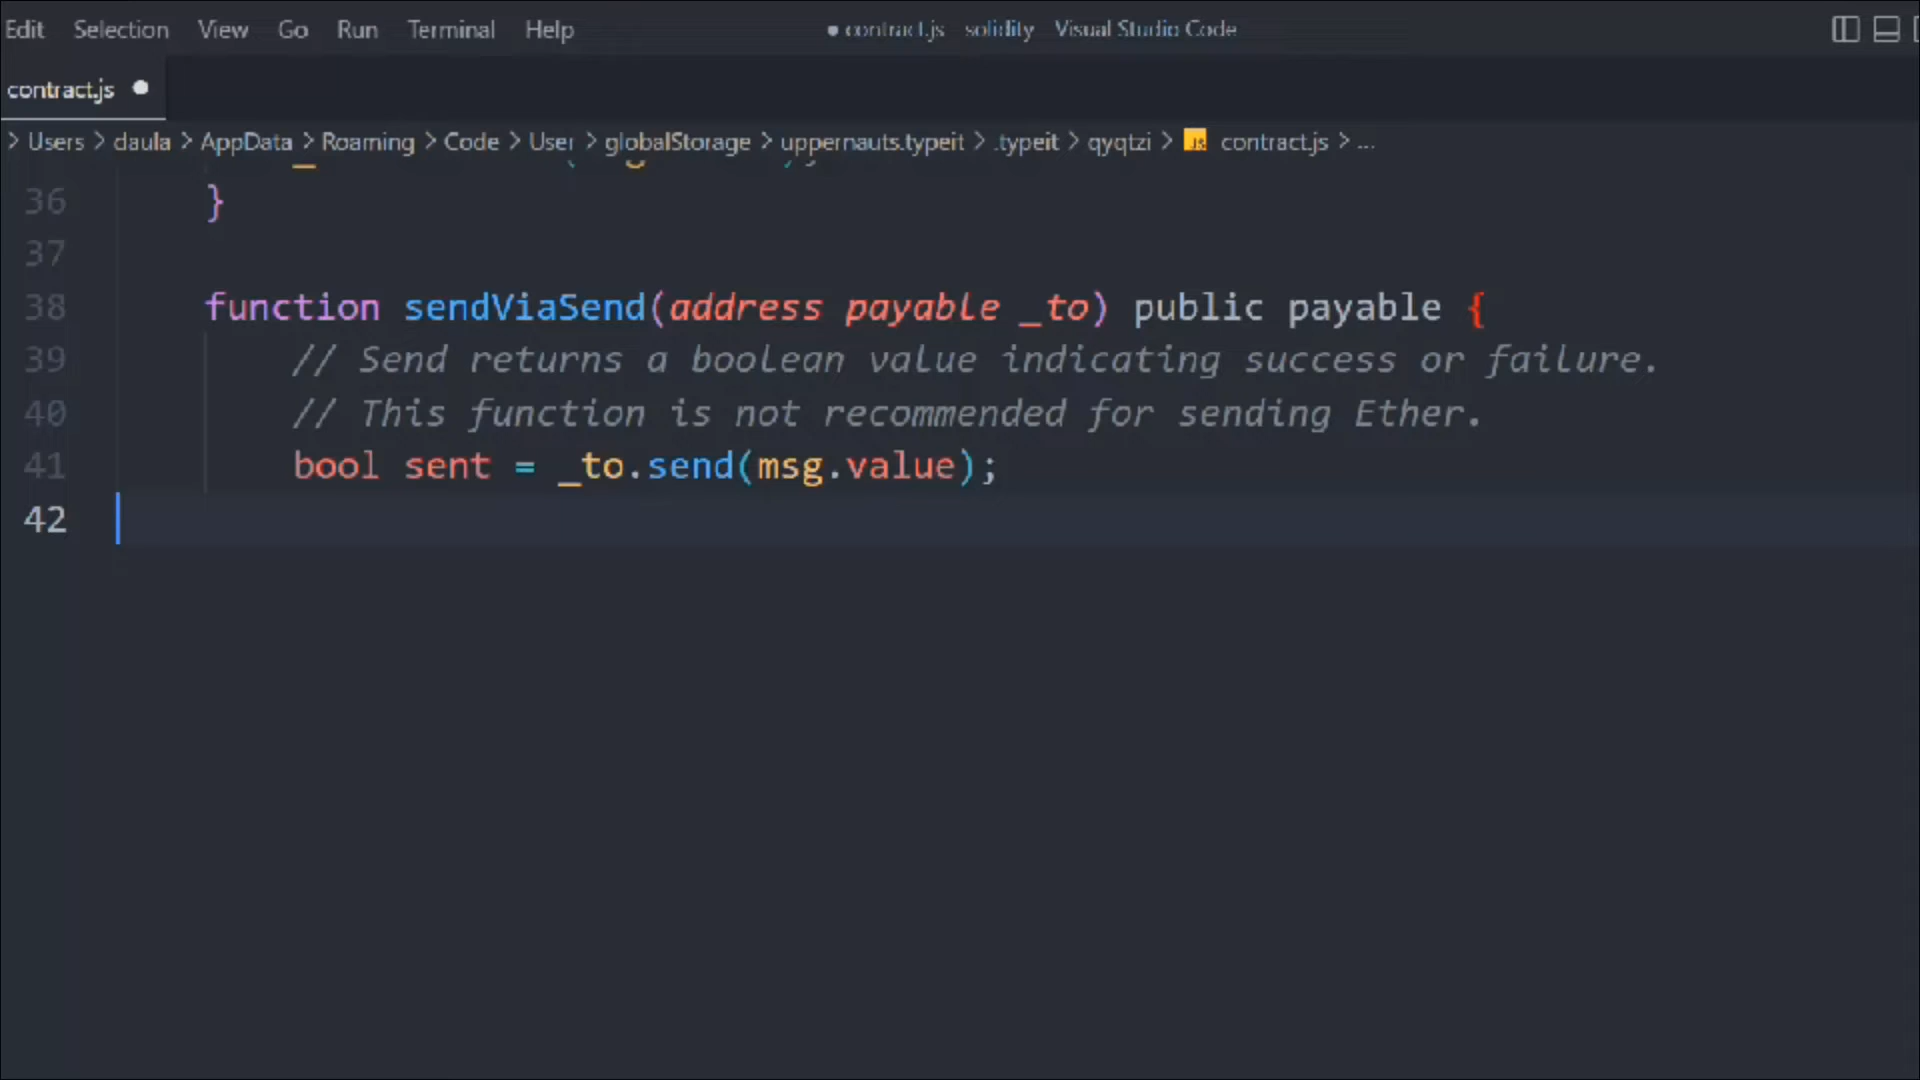 Edit Selection View Go Run Terminal Help ● contract.js solidity Visual Studio Code
contract.js ●
> Users > daula > AppData > Roaming > Code > User > globalStorage > uppernauts.typeit > .typeit > qyqtzi > JS contract.js > ...
36 }
37
38 function sendViaSend(address payable _to) public payable {
39 // Send returns a boolean value indicating success or failure.
40 // This function is not recommended for sending Ether.
41 bool sent = _to.send(msg.value);
42